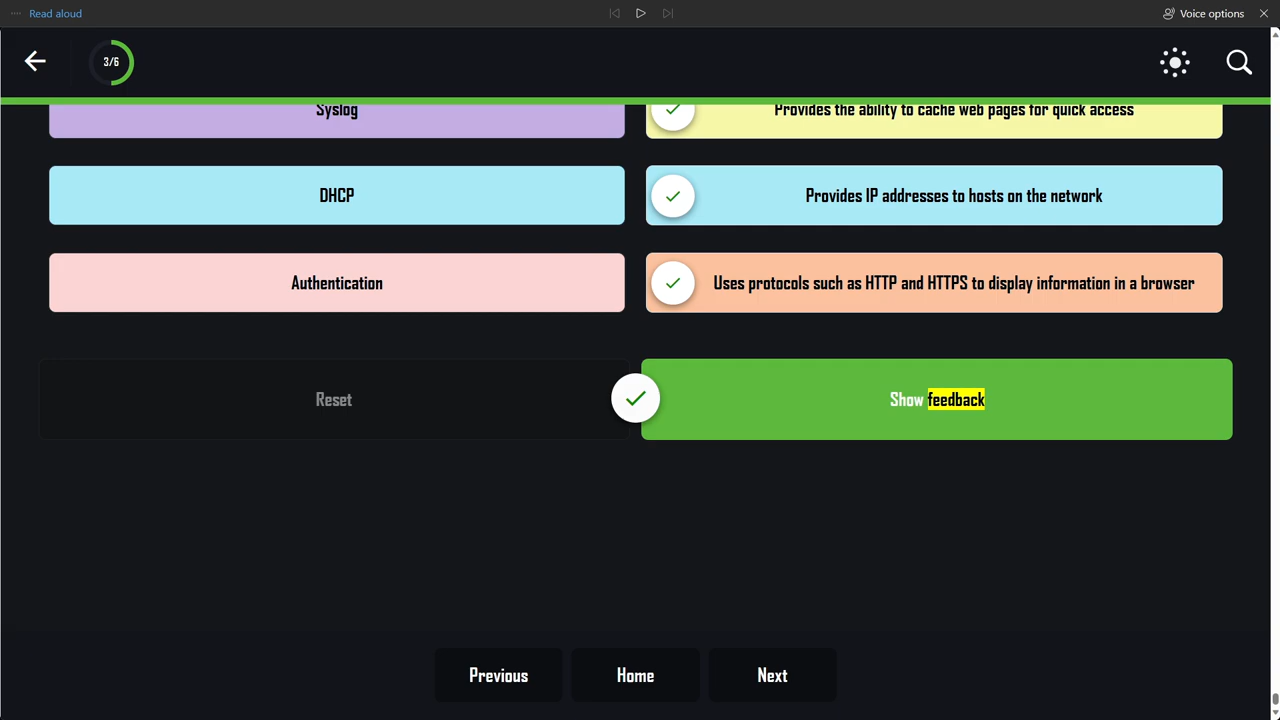 Read aloud
Voice options
3/6
Syslog
Provides the ability to cache web pages for quick access
DHCP
Provides IP addresses to hosts on the network
Authentication
Uses protocols such as HTTP and HTTPS to display information in a browser
Reset
Show feedback
Previous
Home
Next